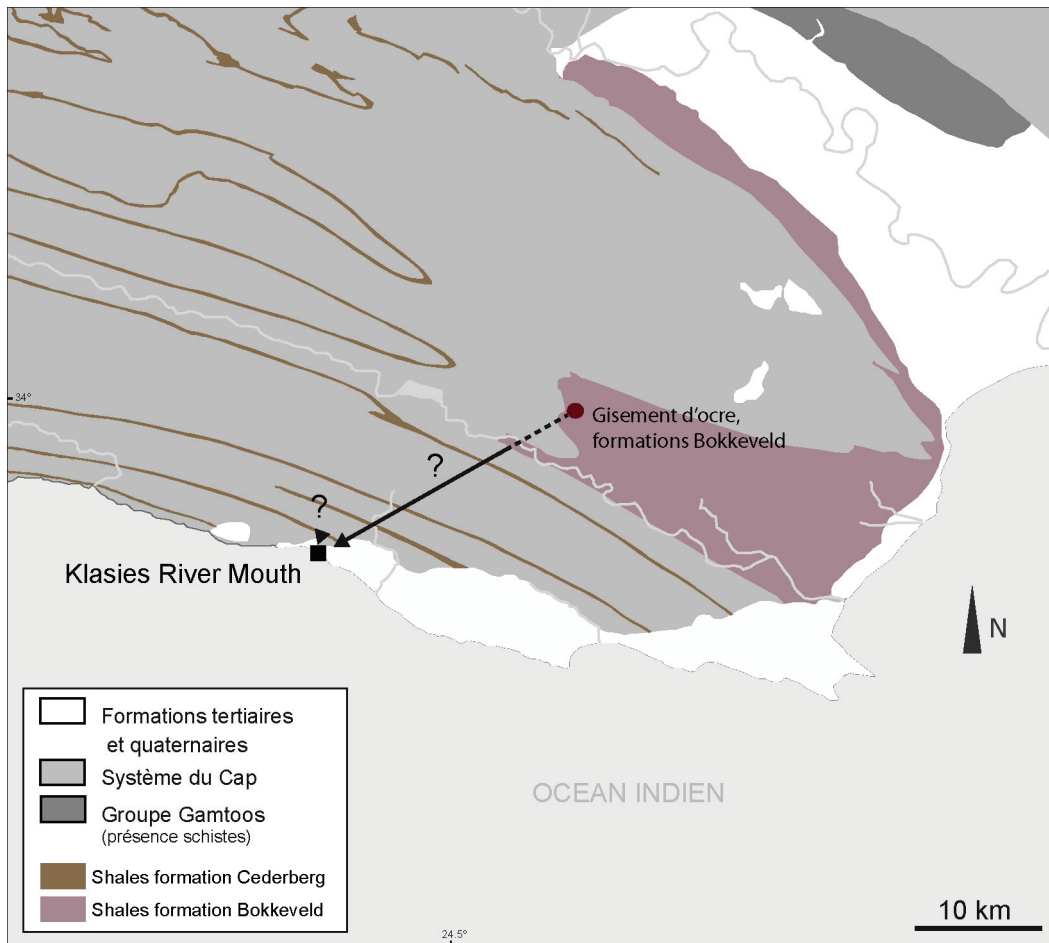 34°
Gisement d'ocre,
formations Bokkeveld
?
?
Klasies River Mouth
N
Formations tertiaires
et quaternaires
Système du Cap
Groupe Gamtoos
(présence schistes)
Shales formation Cederberg
Shales formation Bokkeveld
OCEAN INDIEN
10 km
24.5°